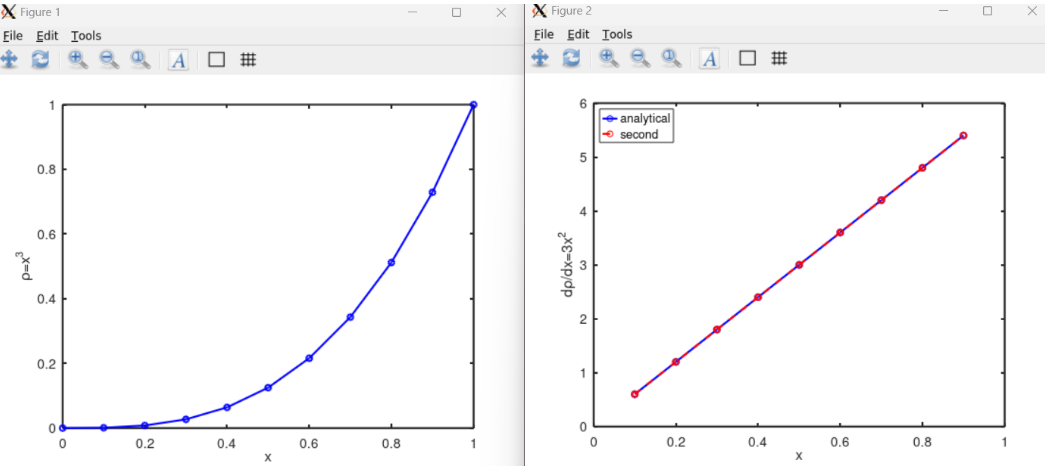 Figure 1
File Edit Tools
A
1
0.8
0.6
0.4
0.2
0
0 0.2 0.4 0.6 0.8 1
x
ρ=x³
Figure 2
File Edit Tools
A
analytical
second
6
5
4
3
2
1
0
0 0.2 0.4 0.6 0.8 1
x
dρ/dx=3x²